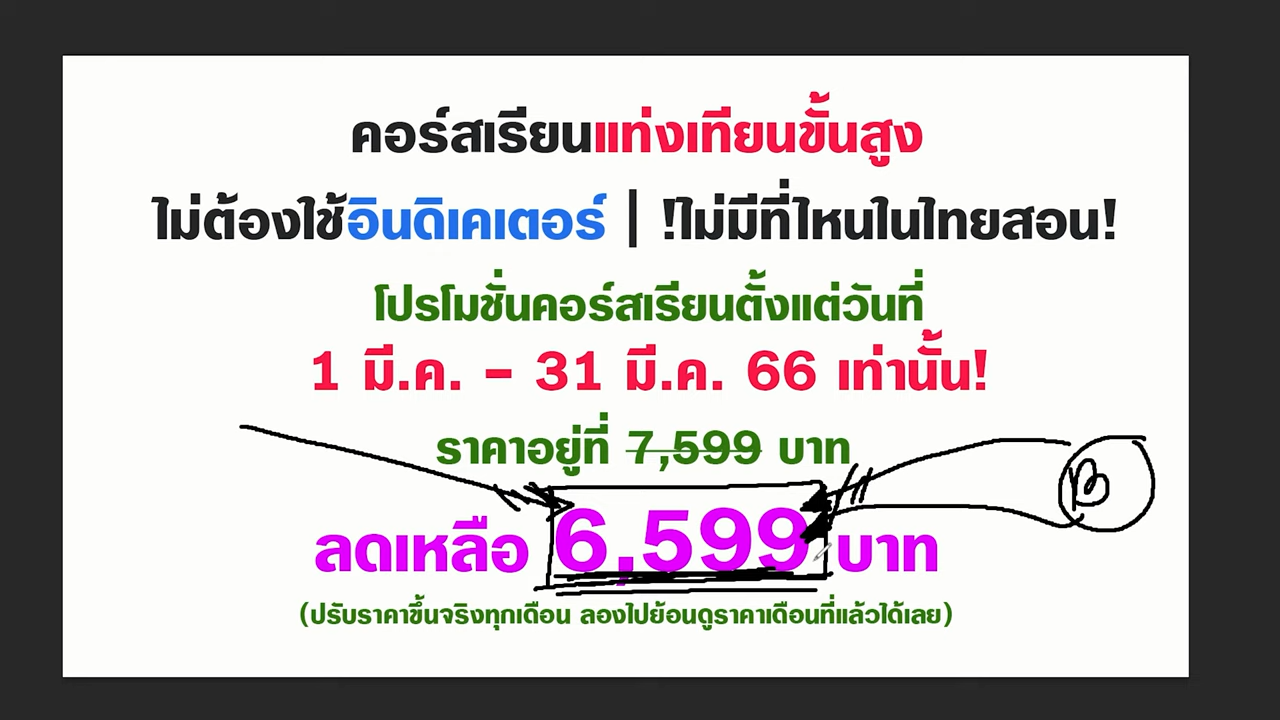 คอร์สเรียนแท่งเทียนขั้นสูง
ไม่ต้องใช้อินดิเคเตอร์ | !ไม่มีที่ไหนในไทยสอน!
โปรโมชั่นคอร์สเรียนตั้งแต่วันที่
1 มี.ค. - 31 มี.ค. 66 เท่านั้น!
ราคาอยู่ที่ 7,599 บาท
ลดเหลือ 6,599 บาท
(ปรับราคาขึ้นจริงทุกเดือน ลองไปย้อนดูราคาเดือนที่แล้วได้เลย)